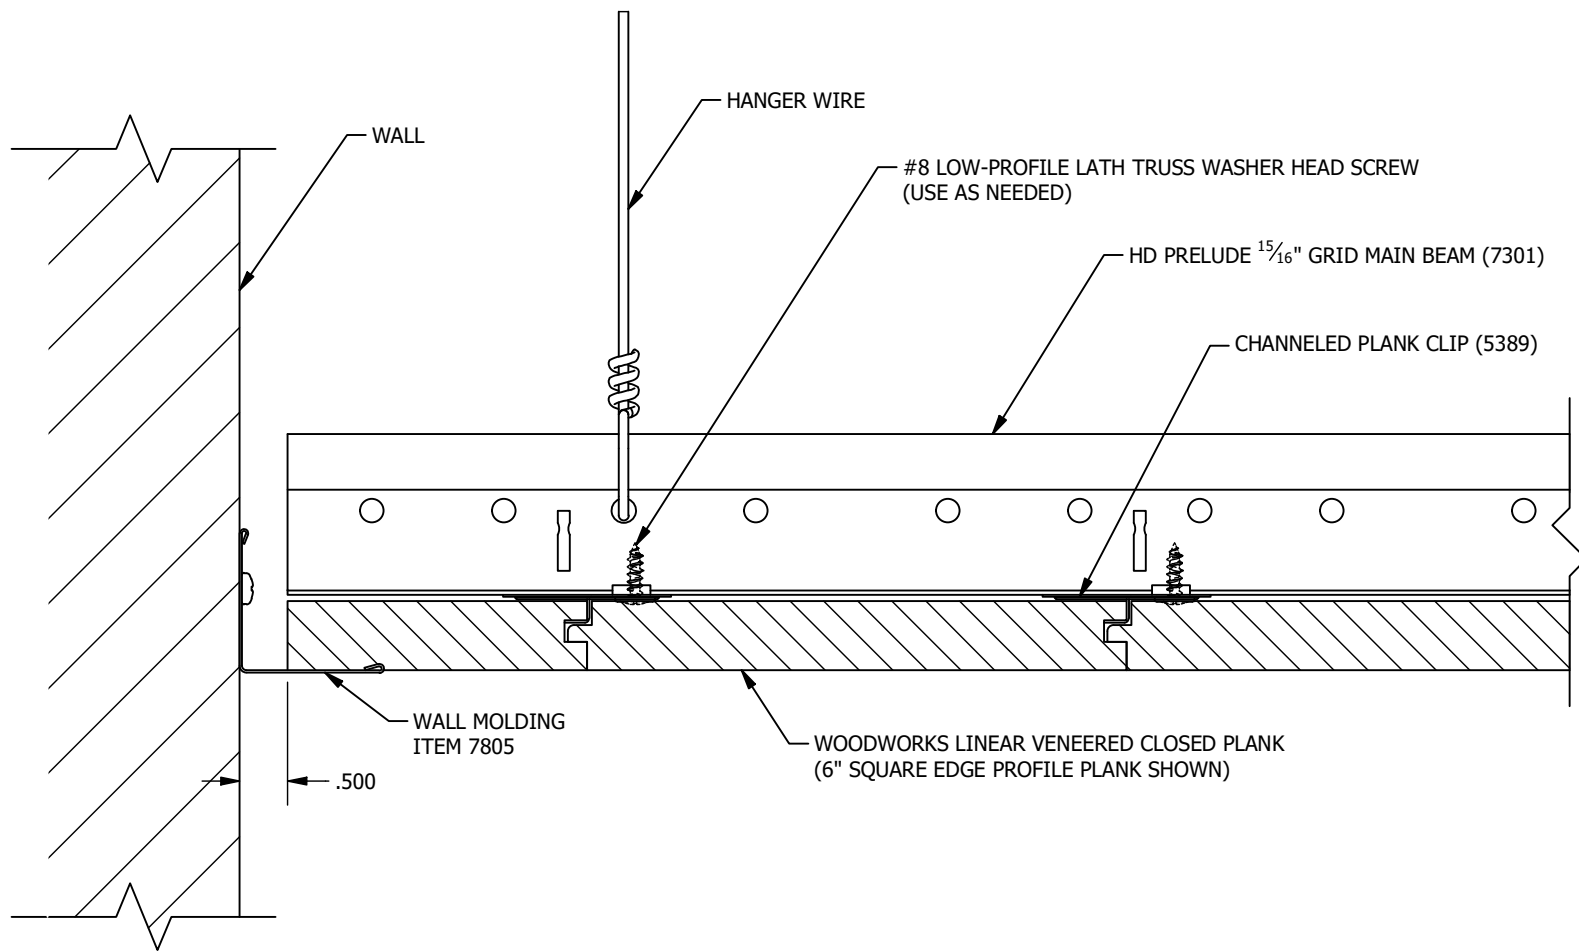 HANGER WIRE
WALL
#8 LOW-PROFILE LATH TRUSS WASHER HEAD SCREW
(USE AS NEEDED)
HD PRELUDE 15/16" GRID MAIN BEAM (7301)
CHANNELED PLANK CLIP (5389)
WALL MOLDING
ITEM 7805
WOODWORKS LINEAR VENEERED CLOSED PLANK
(6" SQUARE EDGE PROFILE PLANK SHOWN)
.500